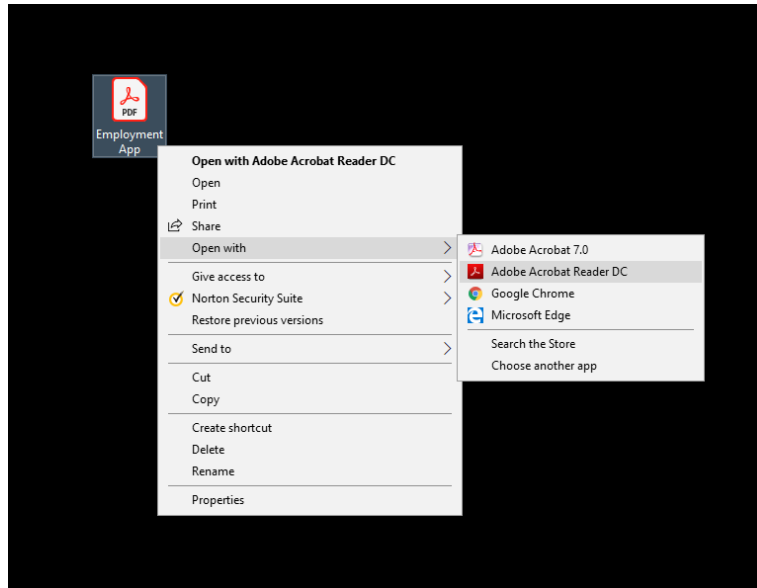 PDF
Employment
App
Open with Adobe Acrobat Reader DC
Open
Print
Share
Open with
Give access to
Norton Security Suite
Restore previous versions
Send to
Cut
Copy
Create shortcut
Delete
Rename
Properties
Adobe Acrobat 7.0
Adobe Acrobat Reader DC
Google Chrome
Microsoft Edge
Search the Store
Choose another app